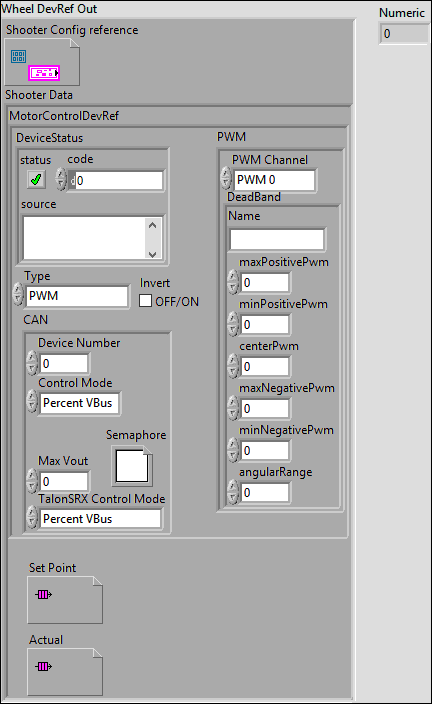 Wheel DevRef Out
Numeric
0
Shooter Config reference
Shooter Data
MotorControlDevRef
DeviceStatus
status
code
0
source
Type
PWM
Invert
OFF/ON
CAN
Device Number
0
Control Mode
Percent VBus
Semaphore
Max Vout
0
TalonSRX Control Mode
Percent VBus
PWM
PWM Channel
PWM 0
DeadBand
Name
maxPositivePwm
0
minPositivePwm
0
centerPwm
0
maxNegativePwm
0
minNegativePwm
0
angularRange
0
Set Point
Actual